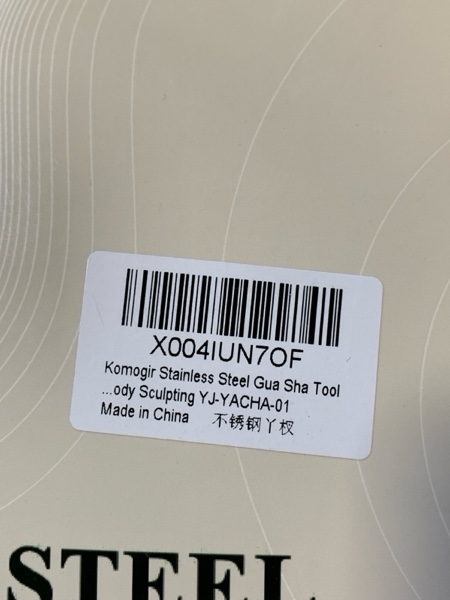 X004IUN7OF
Komogir Stainless Steel Gua Sha Tool
...ody Sculpting YJ-YACHA-01
Made in China 不锈钢丫杈
STEEL